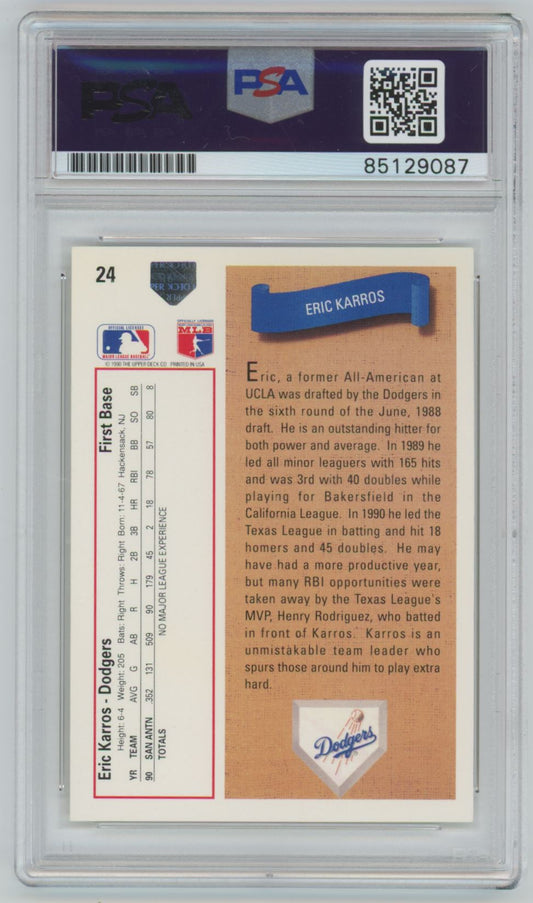 PSA
PSA
85129087
24
OFFICIAL LICENSEE
MAJOR LEAGUE BASEBALL
OFFICIALLY LICENSED
MLB
© 1990 THE UPPER DECK CO. PRINTED IN USA
ERIC KARROS
Eric, a former All-American at
UCLA was drafted by the Dodgers in
the sixth round of the June, 1988
draft. He is an outstanding hitter for
both power and average. In 1989 he
led all minor leaguers with 165 hits
and was 3rd with 40 doubles while
playing for Bakersfield in the
California League. In 1990 he led the
Texas League in batting and hit 18
homers and 45 doubles. He may
have had a more productive year,
but many RBI opportunities were
taken away by the Texas League's
MVP, Henry Rodriguez, who batted
in front of Karros. Karros is an
unmistakable team leader who
spurs those around him to play extra
hard.
Dodgers
Eric Karros - Dodgers First Base
Height: 6-4 Weight: 205 Bats: Right Throws: Right Born: 11-4-67 Hackensack, NJ
YR TEAM AVG G AB R H 2B 3B HR RBI BB SO SB
90 SAN ANTN .352 131 509 90 179 45 2 18 78 57 80 8
TOTALS NO MAJOR LEAGUE EXPERIENCE